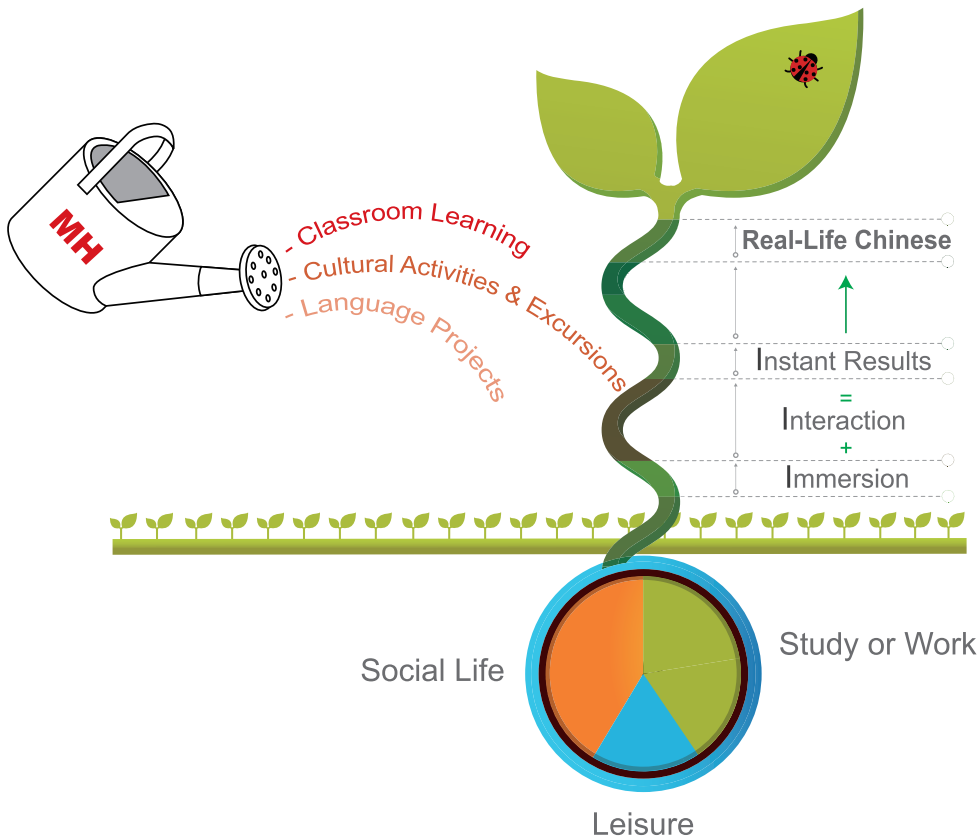 MH
- Classroom Learning
- Cultural Activities & Excursions
- Language Projects
Real-Life Chinese
Instant Results
=
Interaction
+
Immersion
Social Life
Study or Work
Leisure